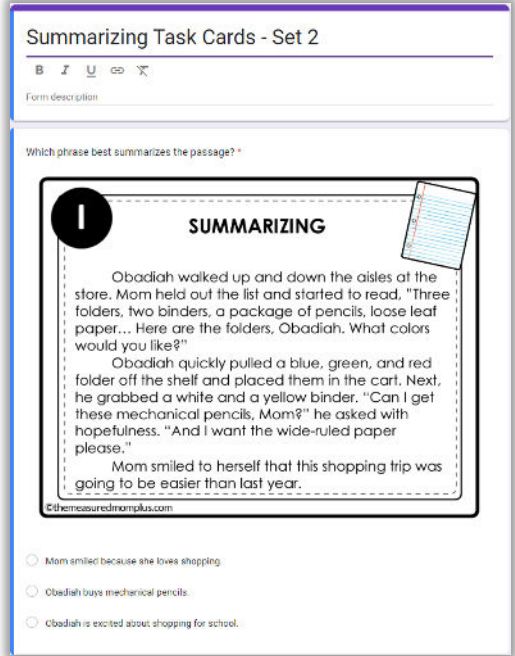 Summarizing Task Cards - Set 2
B I U
Form description
Which phrase best summarizes the passage? *
1
SUMMARIZING
Obadiah walked up and down the aisles at the
store. Mom held out the list and started to read, "Three
folders, two binders, a package of pencils, loose leaf
paper... Here are the folders, Obadiah. What colors
would you like?"
Obadiah quickly pulled a blue, green, and red
folder off the shelf and placed them in the cart. Next,
he grabbed a white and a yellow binder. "Can I get
these mechanical pencils, Mom?" he asked with
hopefulness. "And I want the wide-ruled paper
please."
Mom smiled to herself that this shopping trip was
going to be easier than last year.
©themeasuredmomplus.com
Mom smiled because she loves shopping.
Obadiah buys mechanical pencils.
Obadiah is excited about shopping for school.